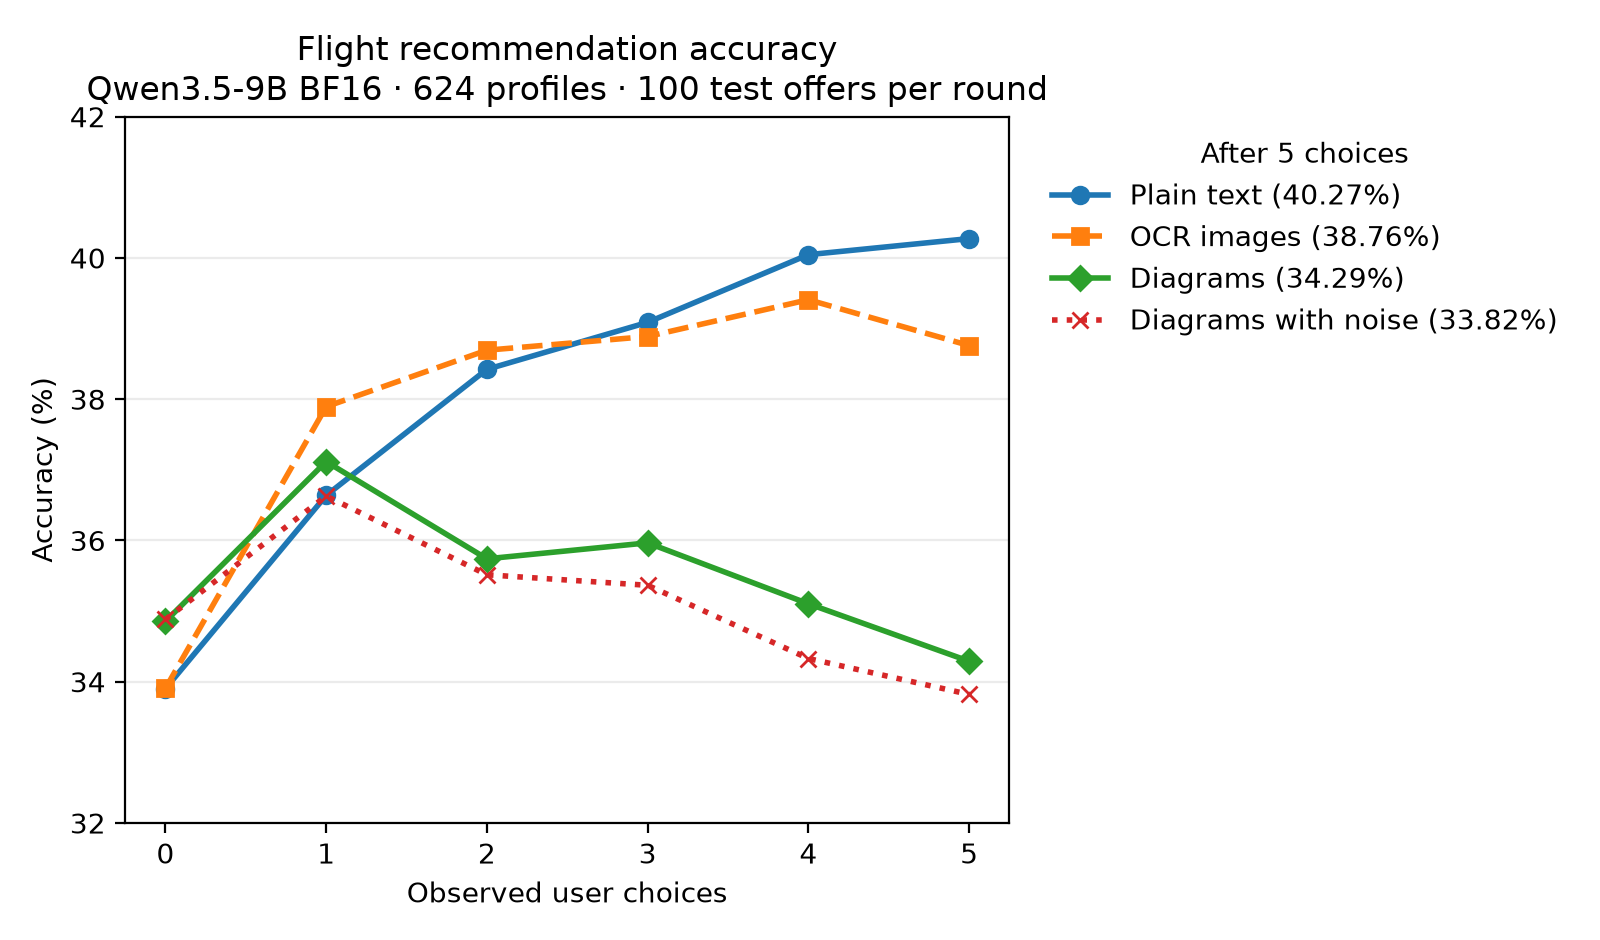 Flight recommendation accuracy
Qwen3.5-9B BF16 · 624 profiles · 100 test offers per round
42
40
38
36
34
32
Accuracy (%)
0 1 2 3 4 5
Observed user choices
After 5 choices
Plain text (40.27%)
OCR images (38.76%)
Diagrams (34.29%)
Diagrams with noise (33.82%)